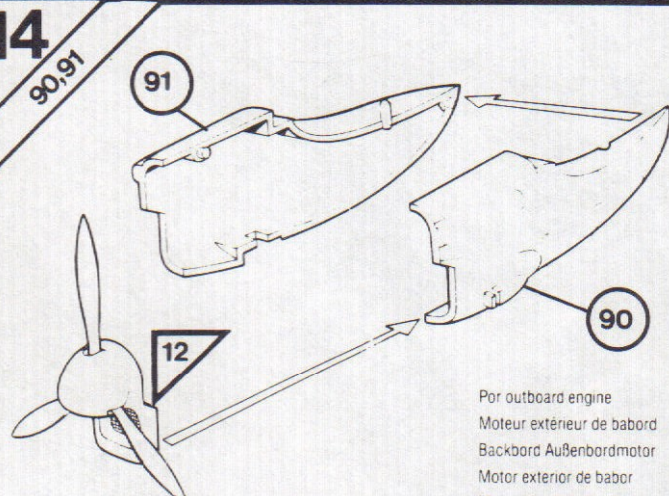 14
90,91
91
12
90
Por outboard engine
Moteur extérieur de babord
Backbord Außenbordmotor
Motor exterior de babor